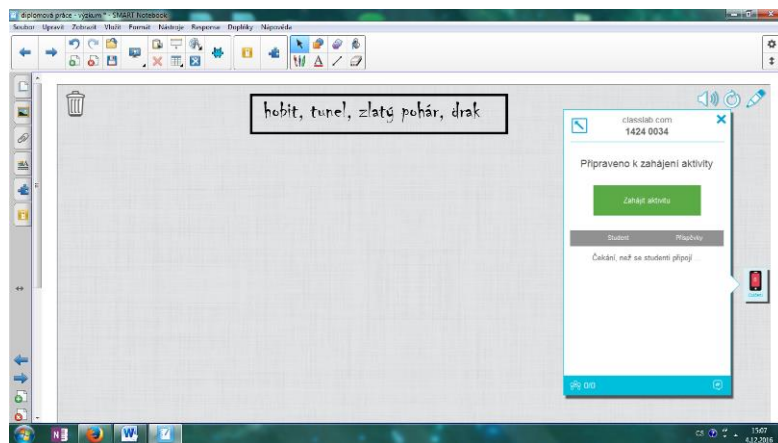 diplomová práce - výzkum * - SMART Notebook
Soubor Upravit Zobrazit Vložit Formát Nástroje Response Doplňky Nápověda
hobit, tunel, zlatý pohár, drak
classlab.com
1424 0034
Připraveno k zahájení aktivity
Zahájit aktivitu
Student Příspěvky
Čekání, než se studenti připojí ...
0/0
CS
15:07
4.12.2016